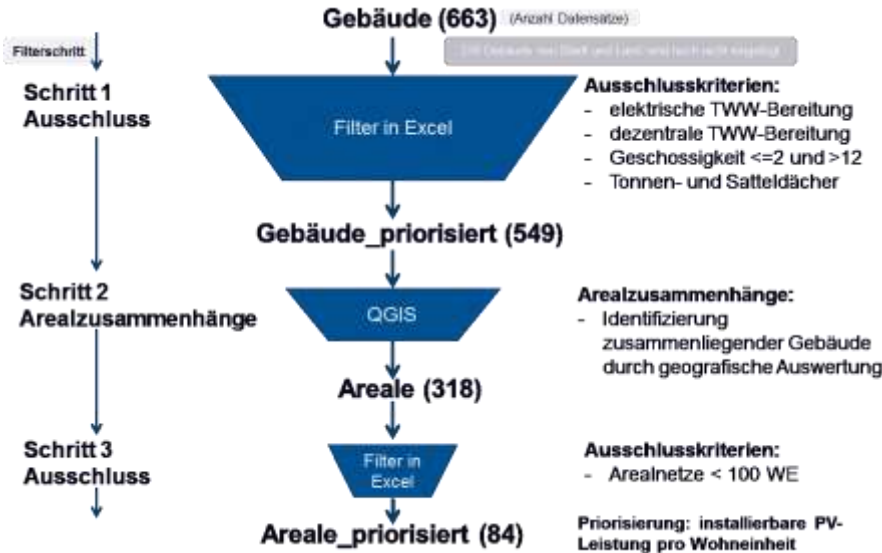 Gebäude (663) (Anzahl Datensätze)
Filterschritt
Schritt 1
Ausschluss
Filter in Excel
Ausschlusskriterien:
- elektrische TWW-Bereitung
- dezentrale TWW-Bereitung
- Geschossigkeit <=2 und >12
- Tonnen- und Satteldächer
Gebäude_priorisiert (549)
Schritt 2
Arealzusammenhänge
QGIS
Arealzusammenhänge:
- Identifizierung
zusammenliegender Gebäude
durch geografische Auswertung
Areale (318)
Schritt 3
Ausschluss
Filter in
Excel
Ausschlusskriterien:
- Arealnetze < 100 WE
Areale_priorisiert (84)
Priorisierung: installierbare PV-
Leistung pro Wohneinheit